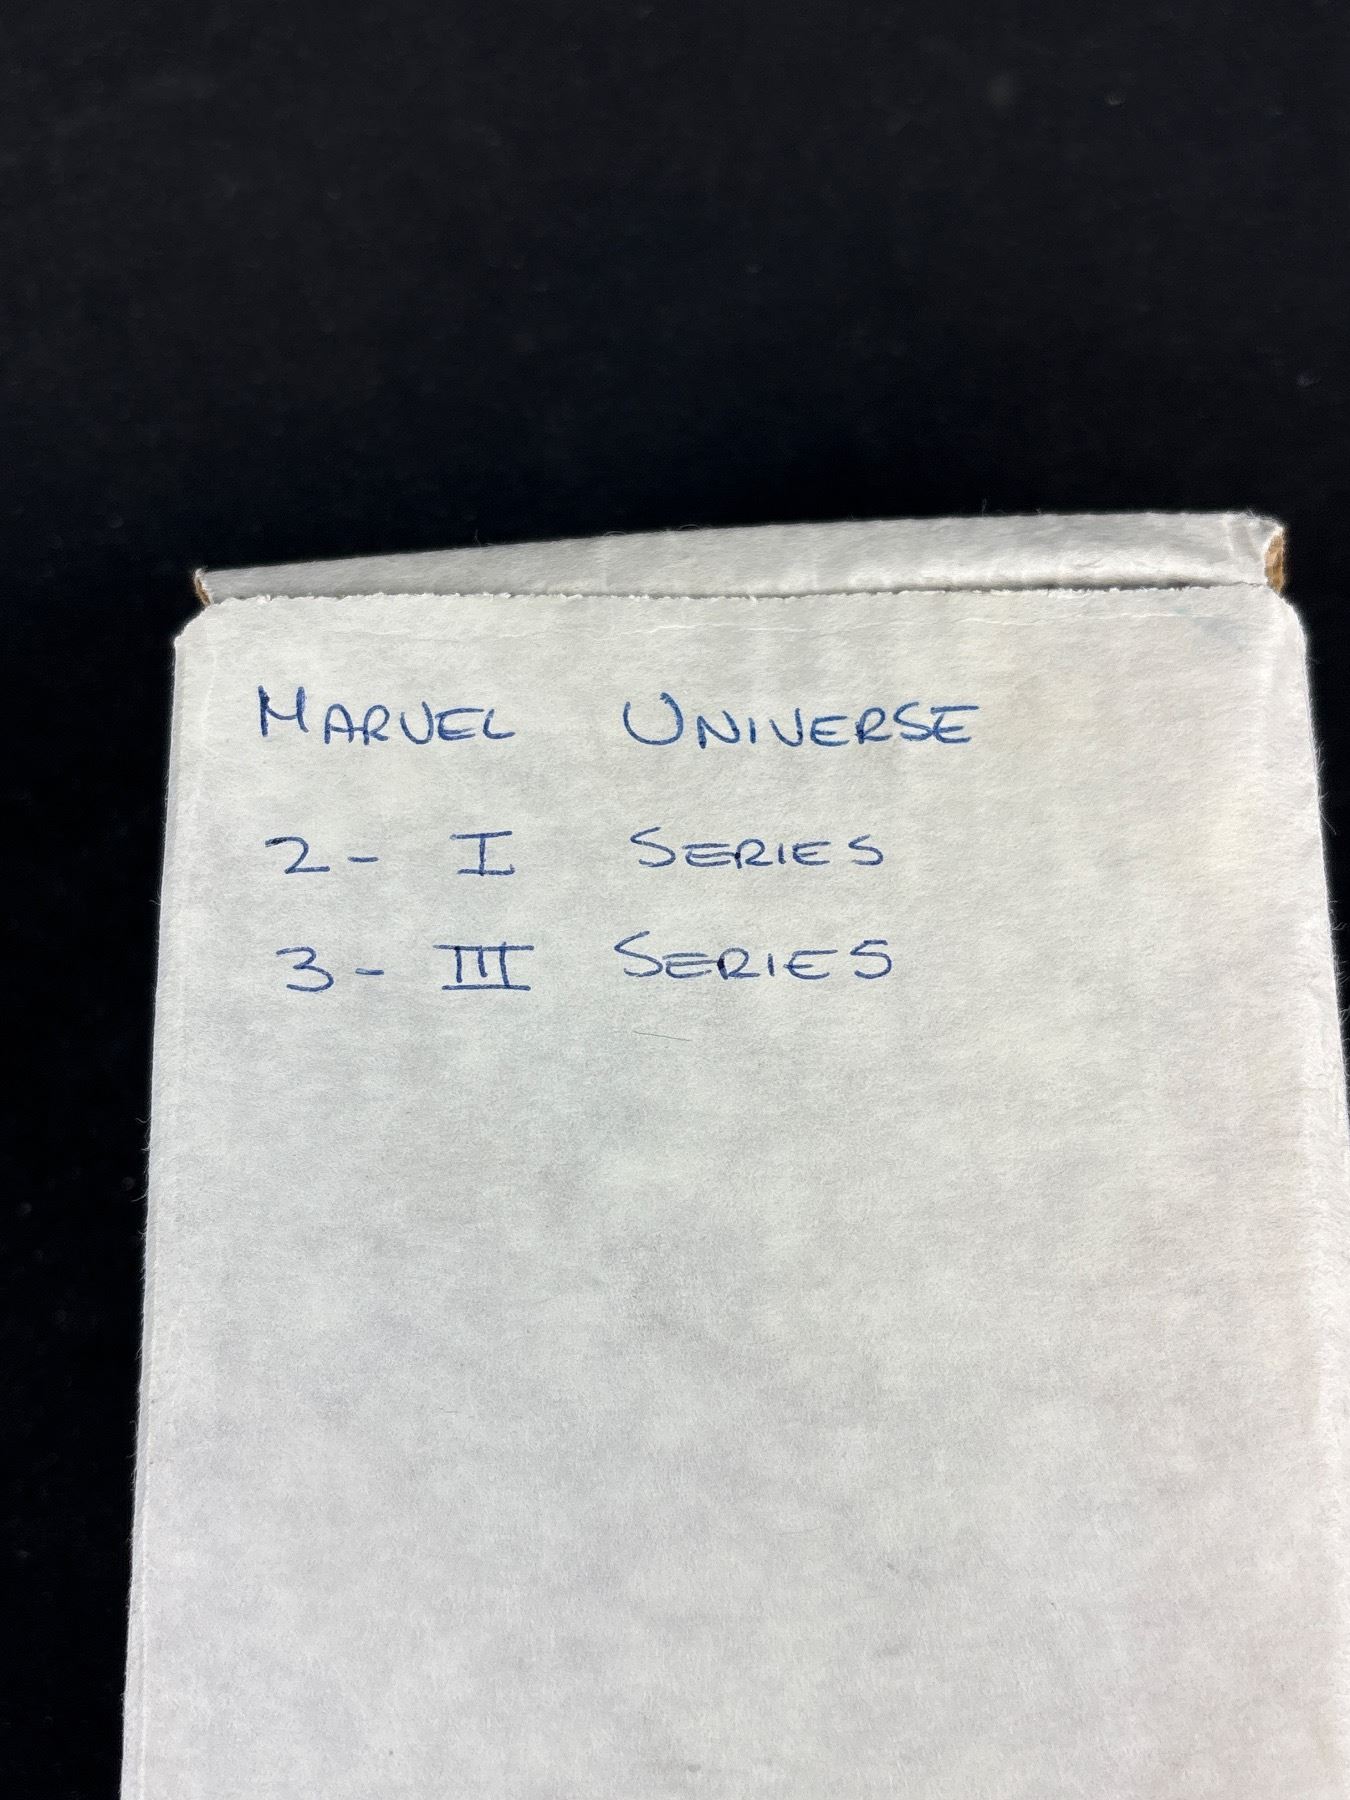 MARVEL UNIVERSE
2- I SERIES
3- III SERIES